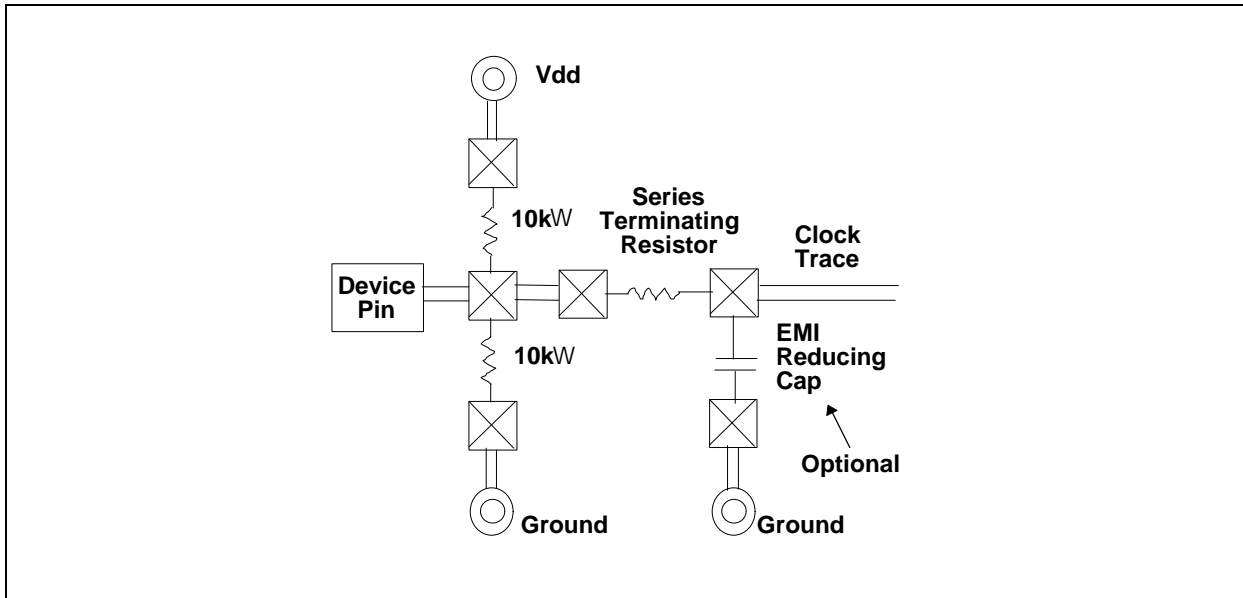 Vdd
10kW
Series
Terminating
Resistor
Clock
Trace
Device
Pin
10kW
EMI
Reducing
Cap
Optional
Ground
Ground